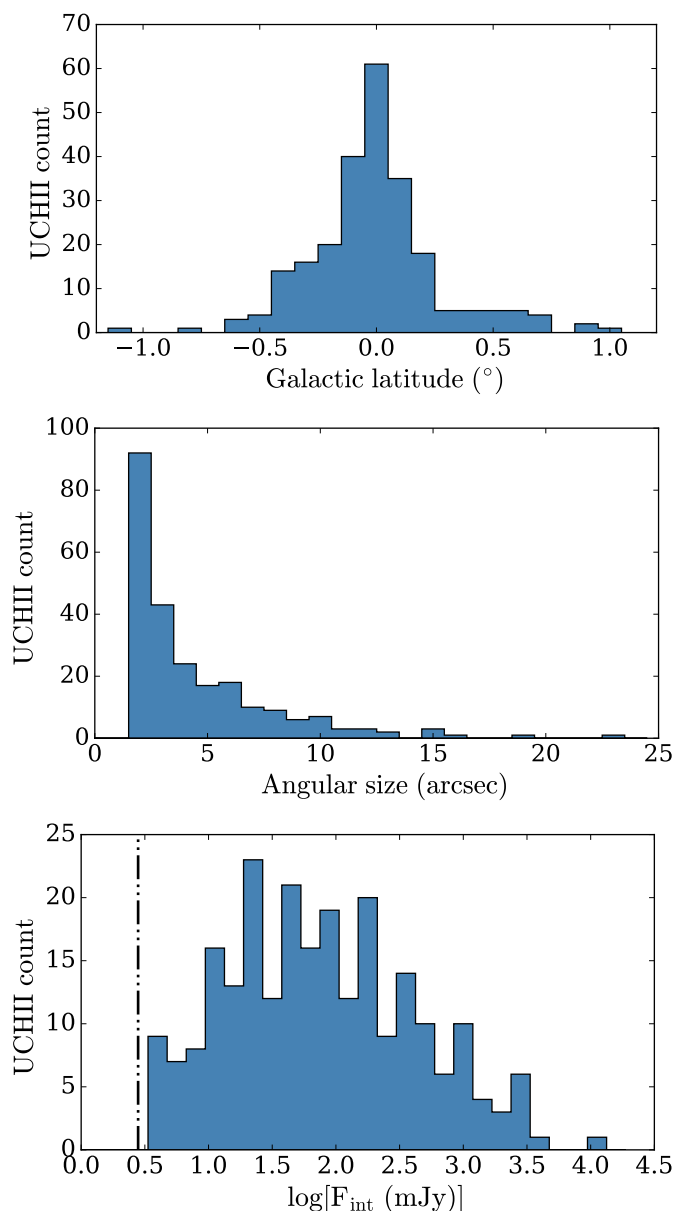 70
60
50
40
30
20
10
0
UCHII count
−1.0 −0.5 0.0 0.5 1.0
Galactic latitude (°)
100
80
60
40
20
0
UCHII count
0 5 10 15 20 25
Angular size (arcsec)
25
20
15
10
5
0
UCHII count
0.0 0.5 1.0 1.5 2.0 2.5 3.0 3.5 4.0 4.5
log[F_int (mJy)]